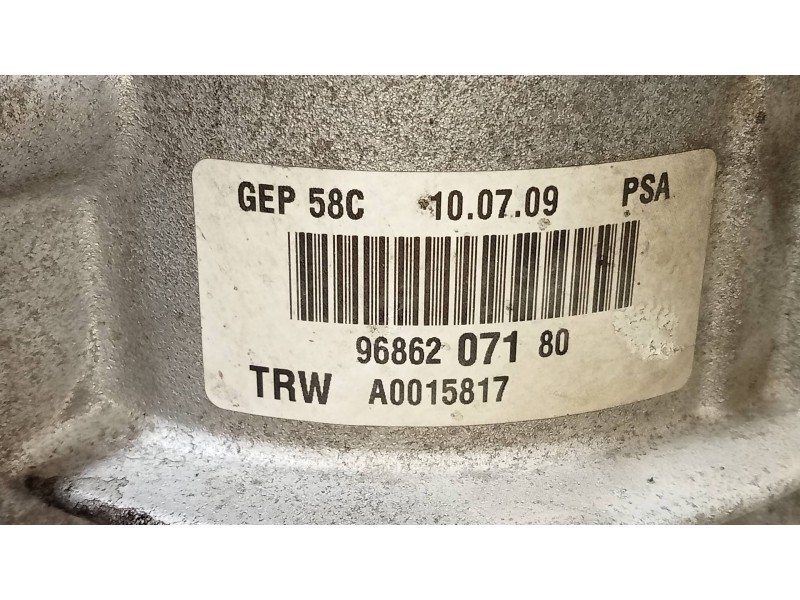 GEP 58C 10.07.09 PSA
96862 071 80
TRW A0015817